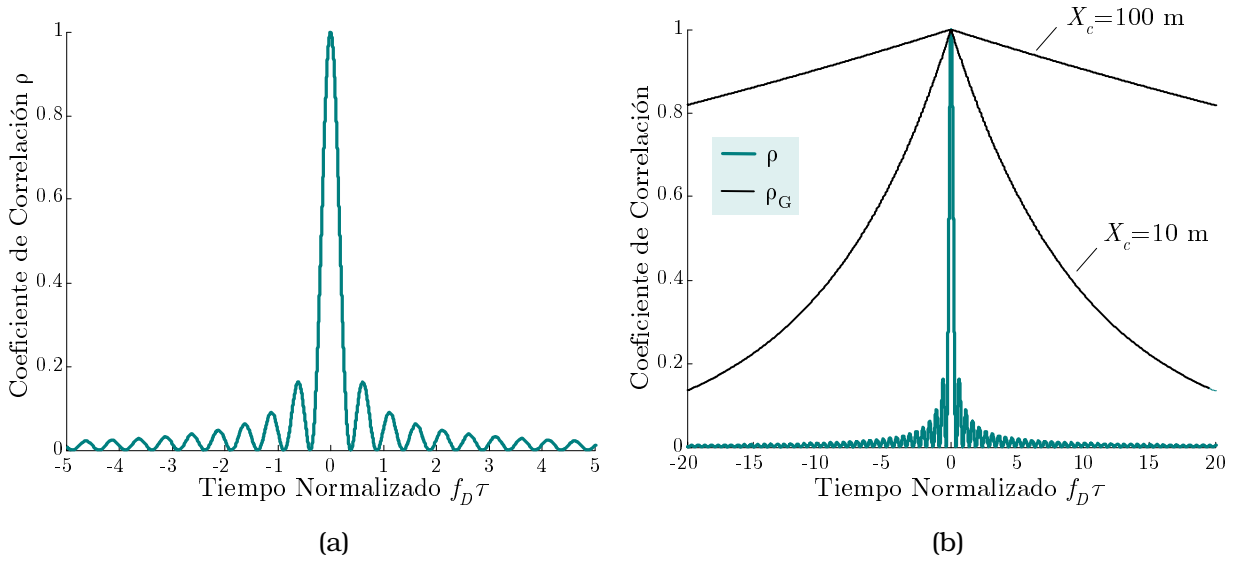 1
0.8
0.6
0.4
0.2
0
Coeficiente de Correlación ρ
-5 -4 -3 -2 -1 0 1 2 3 4 5
Tiempo Normalizado f_D τ
(a)
X_c=100 m
1
0.8
0.6
0.4
0.2
0
Coeficiente de Correlación
ρ
ρ_G
X_c=10 m
-20 -15 -10 -5 0 5 10 15 20
Tiempo Normalizado f_D τ
(b)